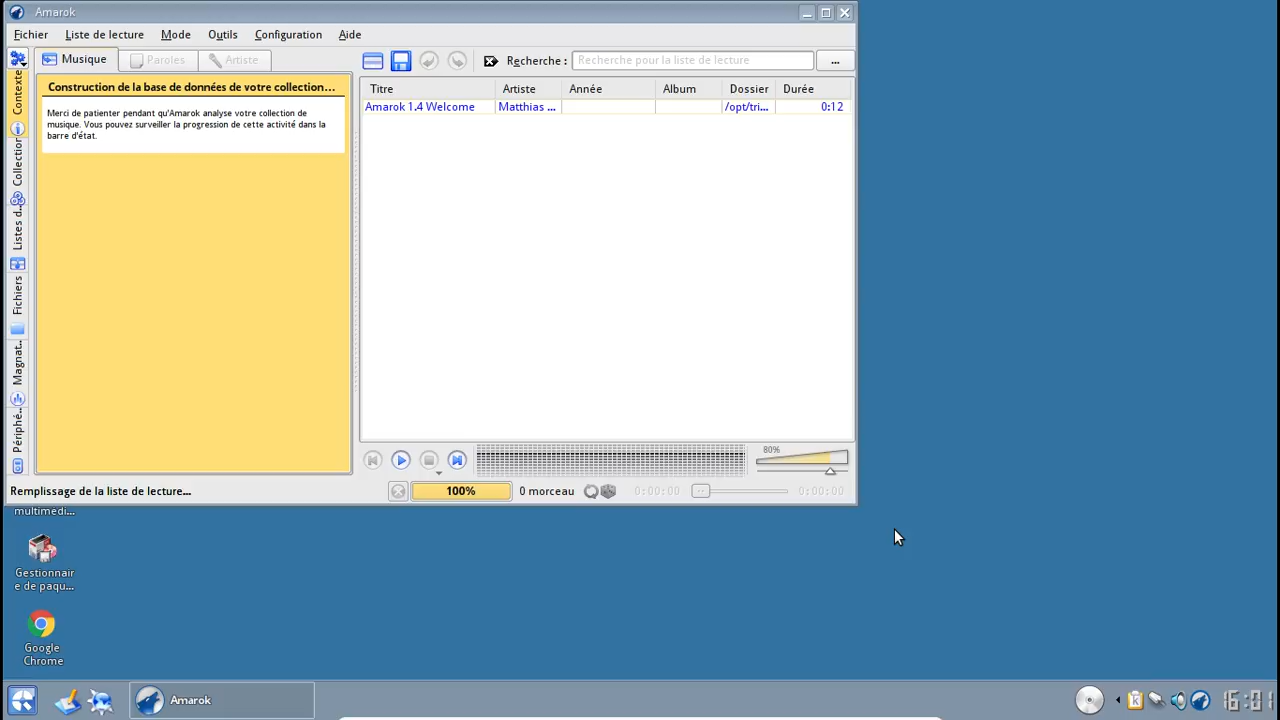 Amarok
Fichier Liste de lecture Mode Outils Configuration Aide
Musique Paroles Artiste
Recherche : Recherche pour la liste de lecture ...
Contexte
Collection
Listes d...
Fichiers
Magnat...
Périphé...
Construction de la base de données de votre collection...
Merci de patienter pendant qu'Amarok analyse votre collection de
musique. Vous pouvez surveiller la progression de cette activité dans la
barre d'état.
Titre Artiste Année Album Dossier Durée
Amarok 1.4 Welcome Matthias ... /opt/tri... 0:12
80%
Remplissage de la liste de lecture... 100% 0 morceau 0:00:00 0:00:00
multimedi...
Gestionnair
e de paqu...
Google
Chrome
Amarok 16:01